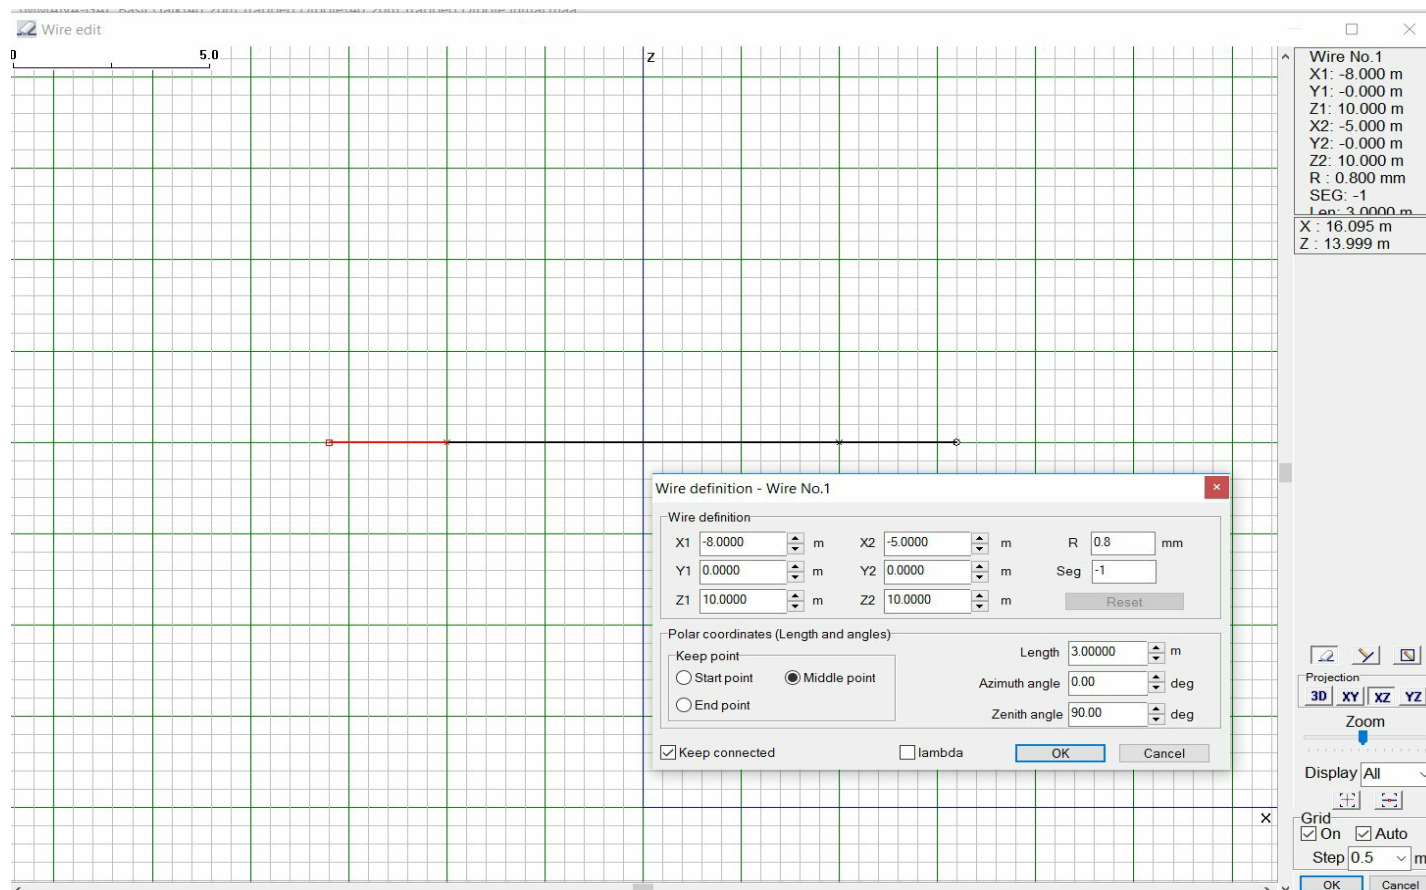 Wire edit
0 5.0
Z
X
Wire No.1
X1: -8.000 m
Y1: -0.000 m
Z1: 10.000 m
X2: -5.000 m
Y2: -0.000 m
Z2: 10.000 m
R : 0.800 mm
SEG: -1
Len: 3.0000 m
X : 16.095 m
Z : 13.999 m
Wire definition - Wire No.1
Wire definition
X1 -8.0000 m X2 -5.0000 m R 0.8 mm
Y1 0.0000 m Y2 0.0000 m Seg -1
Z1 10.0000 m Z2 10.0000 m Reset
Polar coordinates (Length and angles)
Keep point
Start point Middle point
End point
Length 3.00000 m
Azimuth angle 0.00 deg
Zenith angle 90.00 deg
Keep connected lambda OK Cancel
Projection
3D XY XZ YZ
Zoom
Display All
Grid
On Auto
Step 0.5 m
OK Cancel